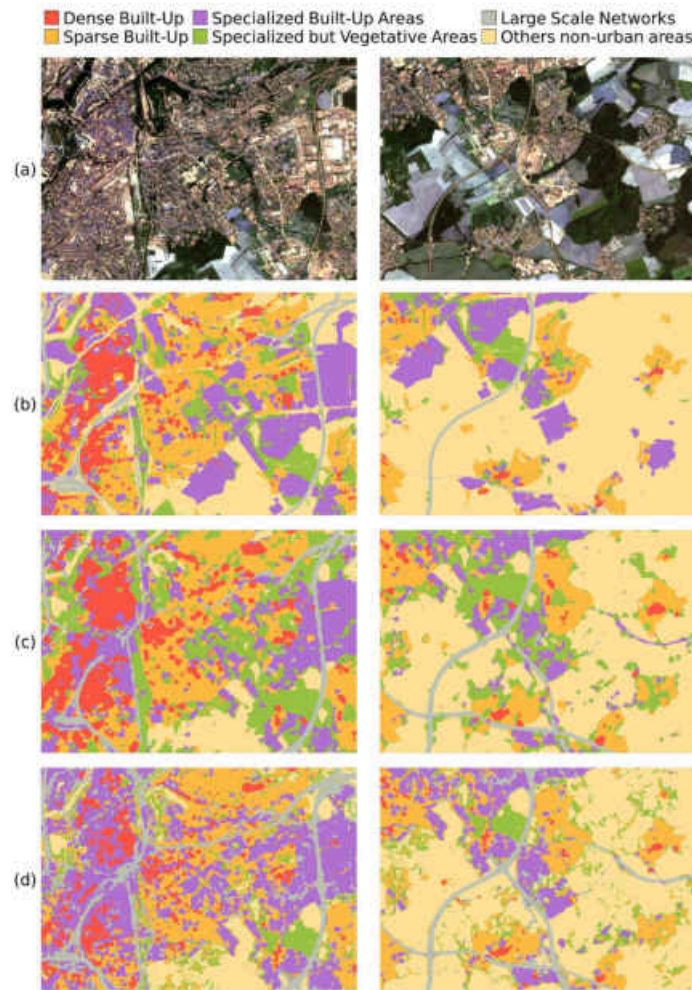 Dense Built-Up Specialized Built-Up Areas Large Scale Networks
Sparse Built-Up Specialized but Vegetative Areas Others non-urban areas
(a)
(b)
(c)
(d)